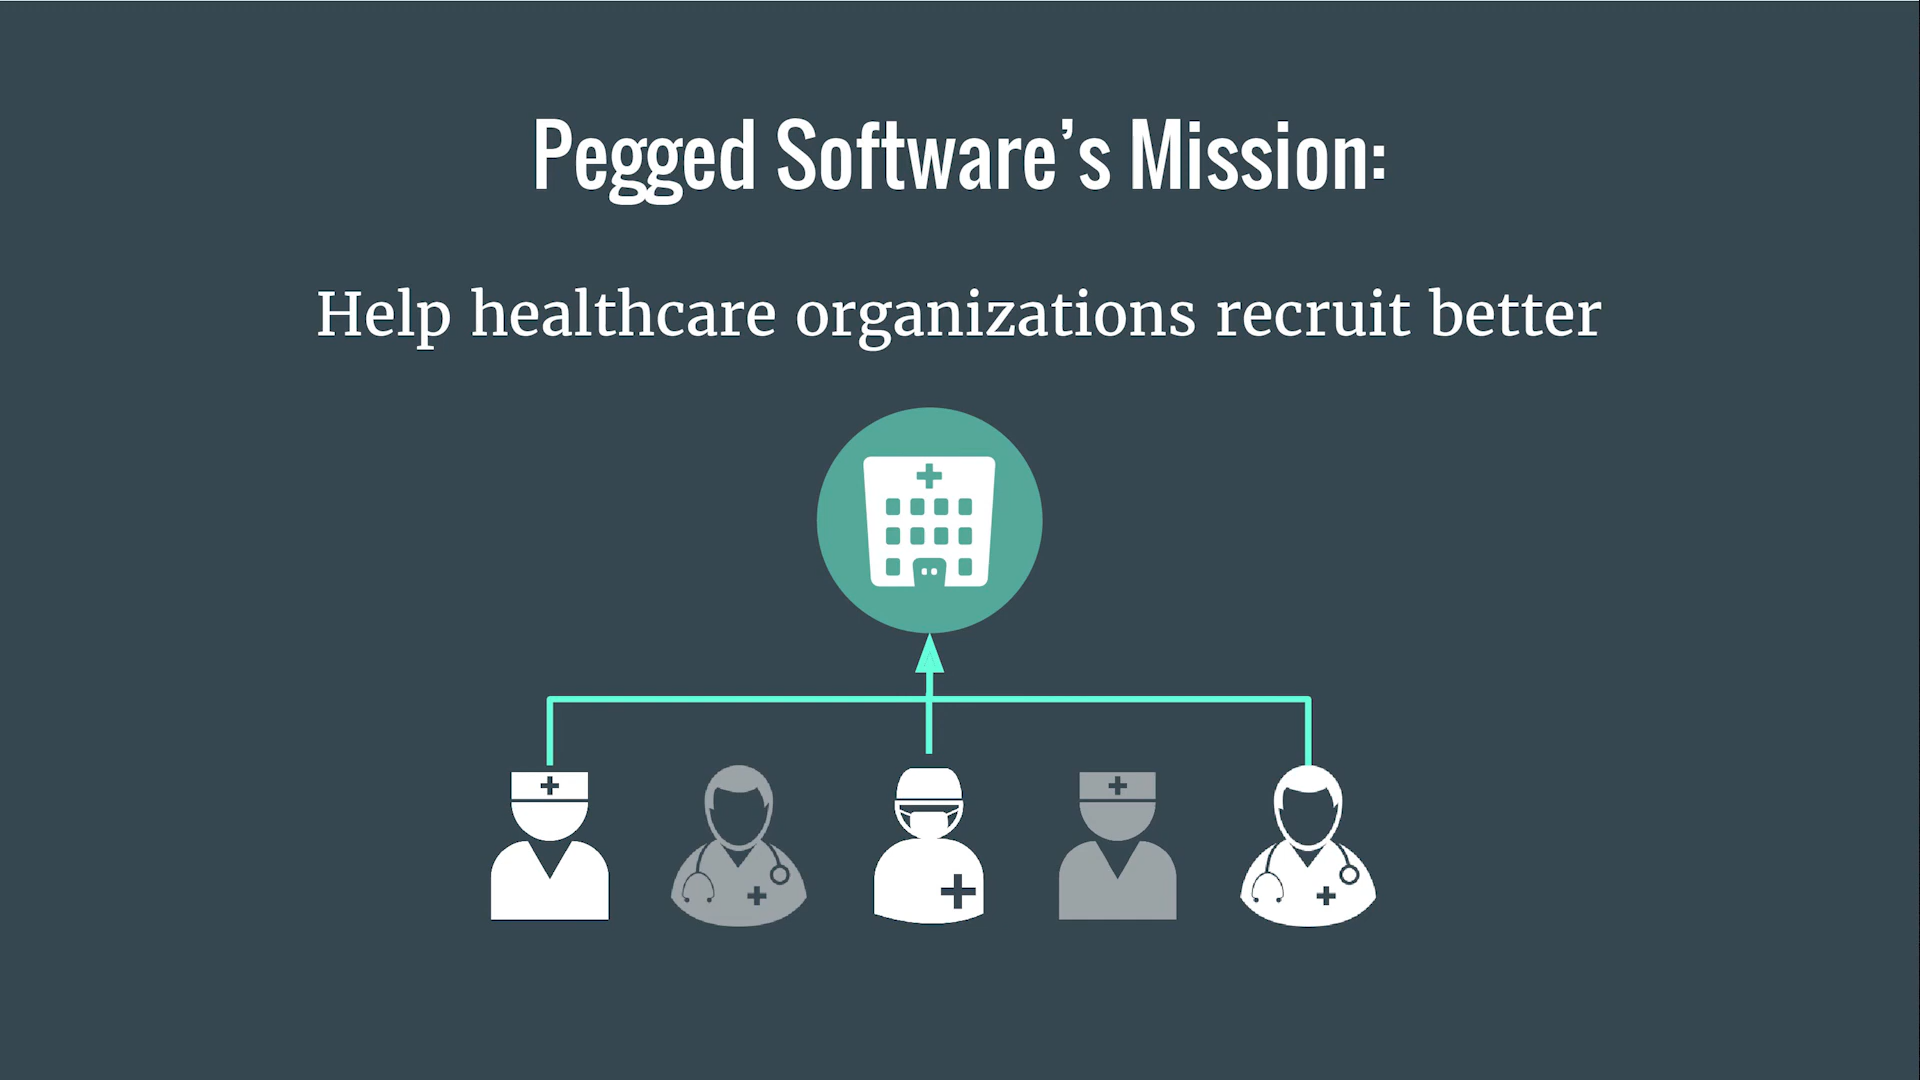 Pegged Software’s Mission:
Help healthcare organizations recruit better